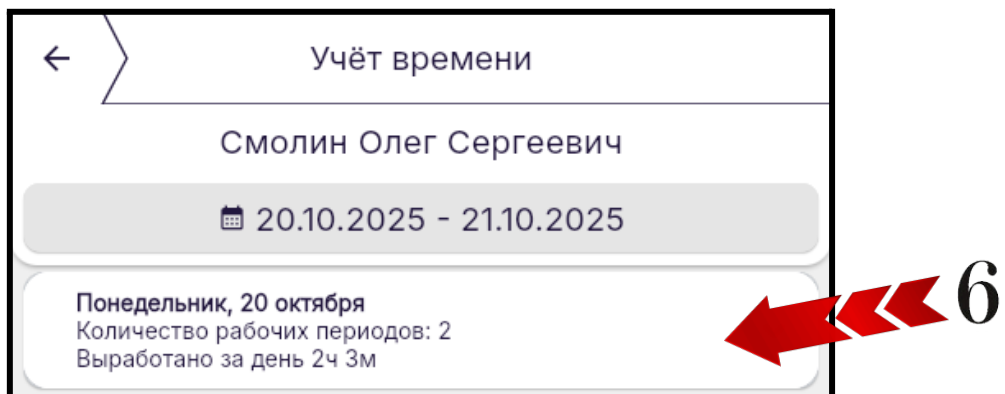 Учёт времени
Смолин Олег Сергеевич
20.10.2025 - 21.10.2025
Понедельник, 20 октября
Количество рабочих периодов: 2
Выработано за день 2ч 3м
6